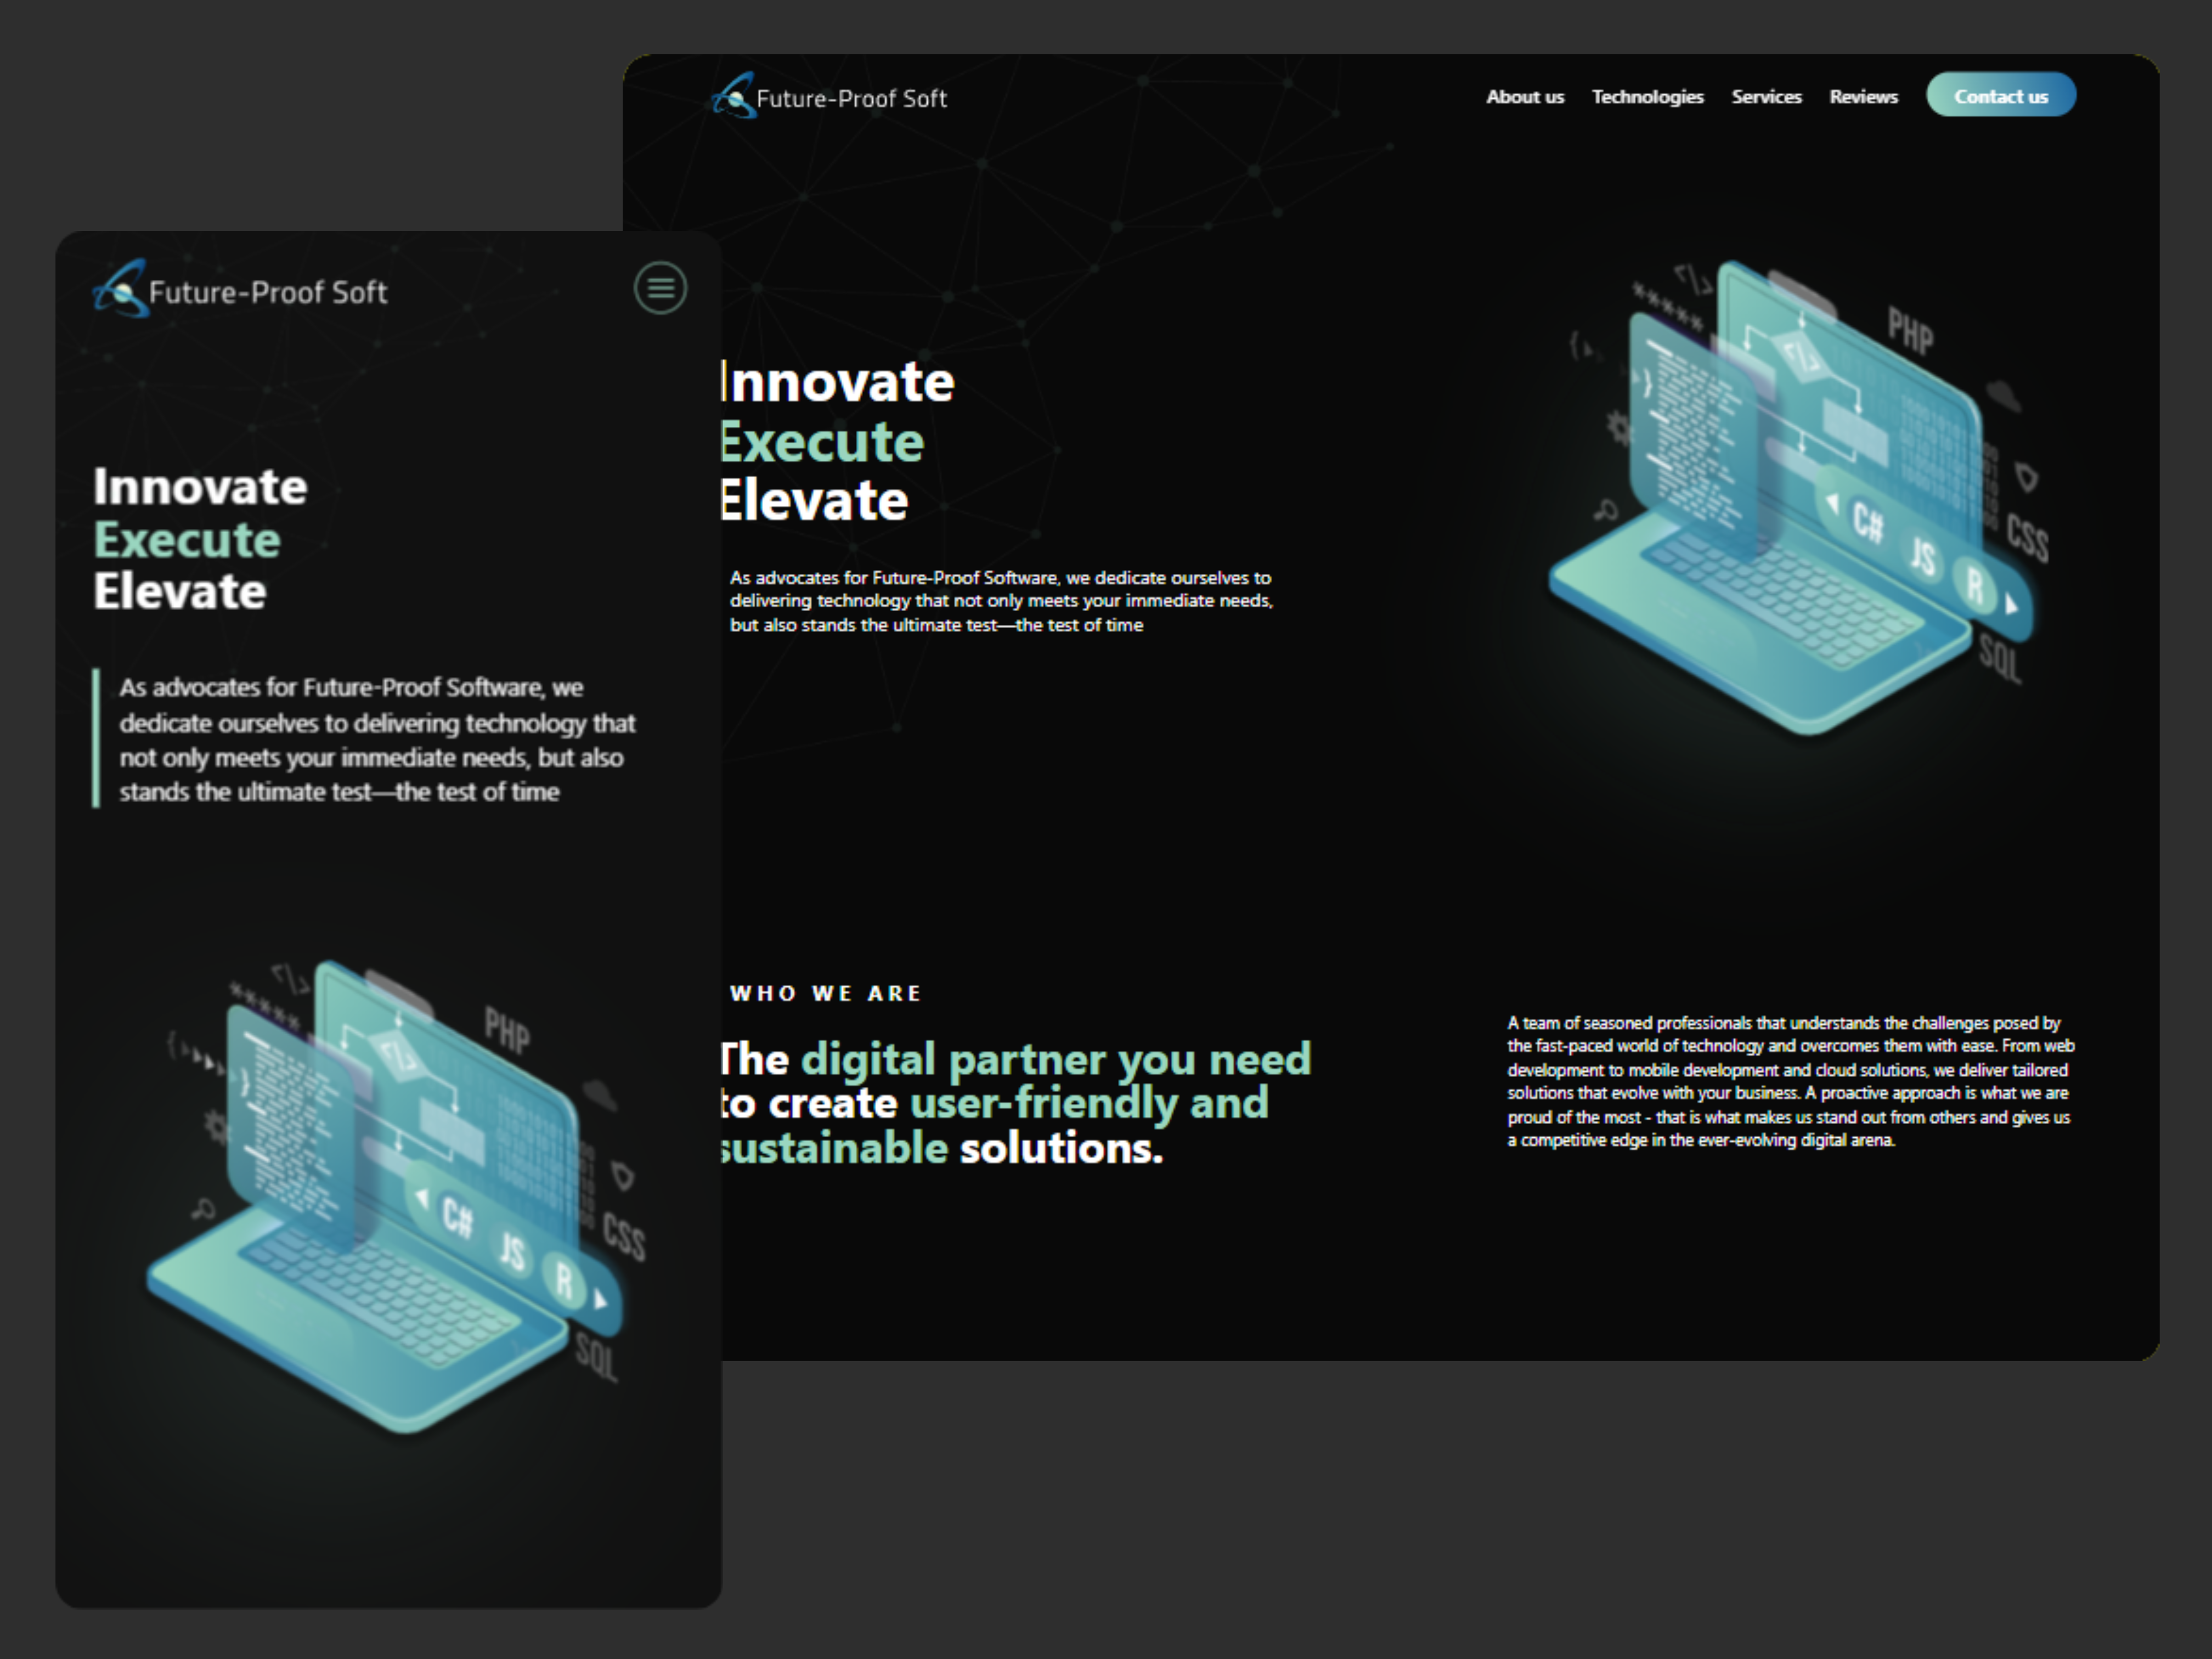 Future-Proof Soft
About us
Technologies
Services
Reviews
Contact us
Innovate
Execute
Elevate
As advocates for Future-Proof Software, we dedicate ourselves to
delivering technology that not only meets your immediate needs,
but also stands the ultimate test—the test of time
</>
*****
PHP
</>
C#
JS
R
CSS
SQL
WHO WE ARE
The digital partner you need
to create user-friendly and
sustainable solutions.
A team of seasoned professionals that understands the challenges posed by
the fast-paced world of technology and overcomes them with ease. From web
development to mobile development and cloud solutions, we deliver tailored
solutions that evolve with your business. A proactive approach is what we are
proud of the most - that is what makes us stand out from others and gives us
a competitive edge in the ever-evolving digital arena.
Future-Proof Soft
Innovate
Execute
Elevate
As advocates for Future-Proof Software, we
dedicate ourselves to delivering technology that
not only meets your immediate needs, but also
stands the ultimate test—the test of time
</>
*****
PHP
</>
C#
JS
R
CSS
SQL